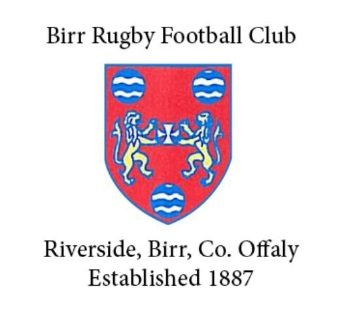 Birr Rugby Football Club
Riverside, Birr, Co. Offaly
Established 1887